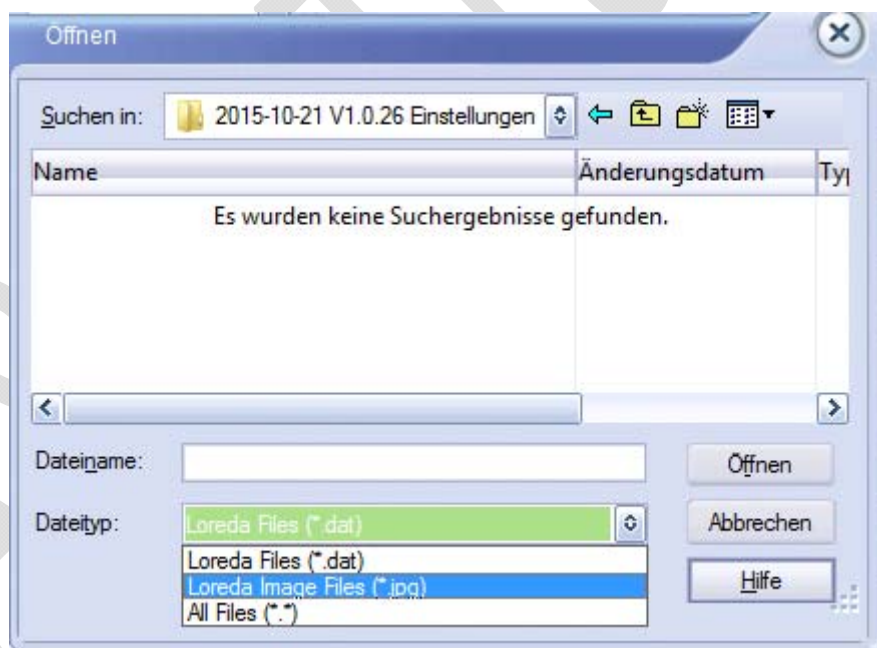 Öffnen
Suchen in: 2015-10-21 V1.0.26 Einstellungen
Name Änderungsdatum Typ
Es wurden keine Suchergebnisse gefunden.
Dateiname: Öffnen
Dateityp: Loreda Files (*.dat) Abbrechen
Loreda Files (*.dat)
Loreda Image Files (*.jpg) Hilfe
All Files (*.*)